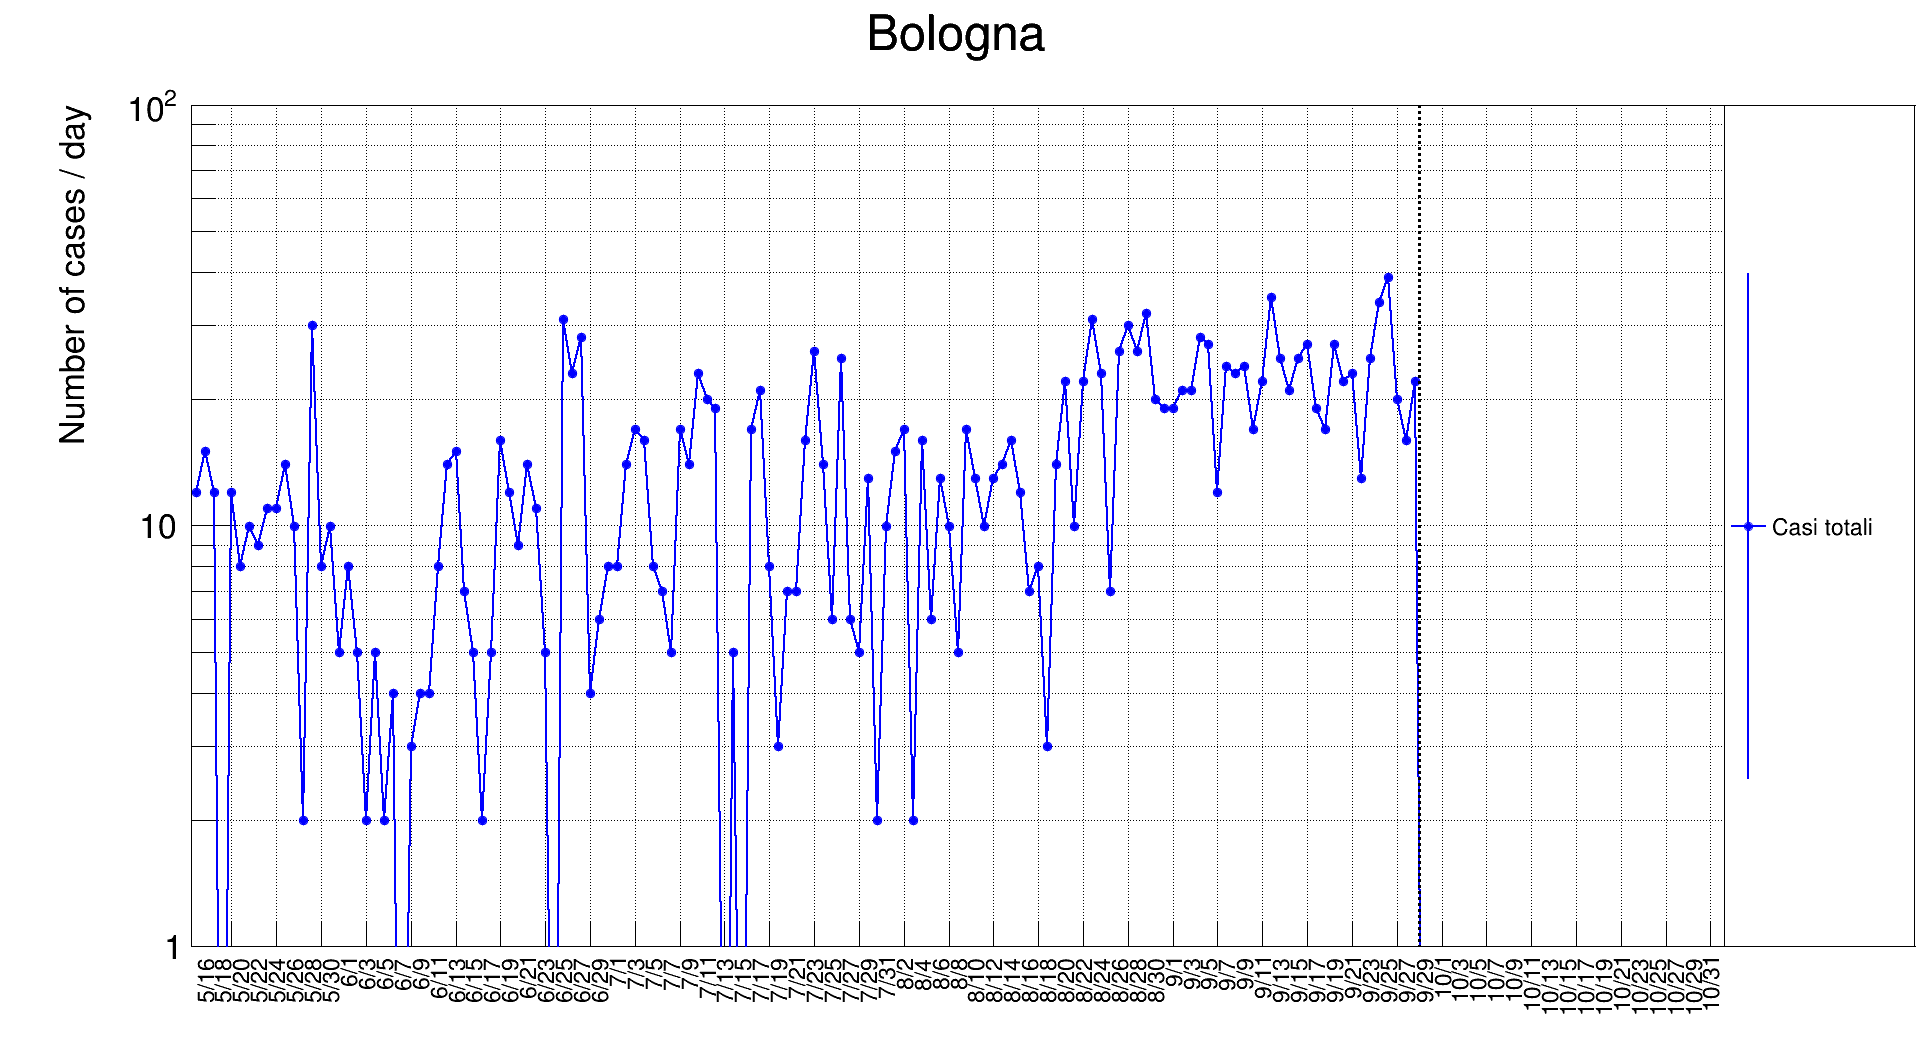 Bologna
Number of cases / day
10²
10
1
5/16 5/18 5/20 5/22 5/24 5/26 5/28 5/30 6/1 6/3 6/5 6/7 6/9 6/11 6/13 6/15 6/17 6/19 6/21 6/23 6/25 6/27 6/29 7/1 7/3 7/5 7/7 7/9 7/11 7/13 7/15 7/17 7/19 7/21 7/23 7/25 7/27 7/29 7/31 8/2 8/4 8/6 8/8 8/10 8/12 8/14 8/16 8/18 8/20 8/22 8/24 8/26 8/28 8/30 9/1 9/3 9/5 9/7 9/9 9/11 9/13 9/15 9/17 9/19 9/21 9/23 9/25 9/27 9/29 10/1 10/3 10/5 10/7 10/9 10/11 10/13 10/15 10/17 10/19 10/21 10/23 10/25 10/27 10/29 10/31
Casi totali